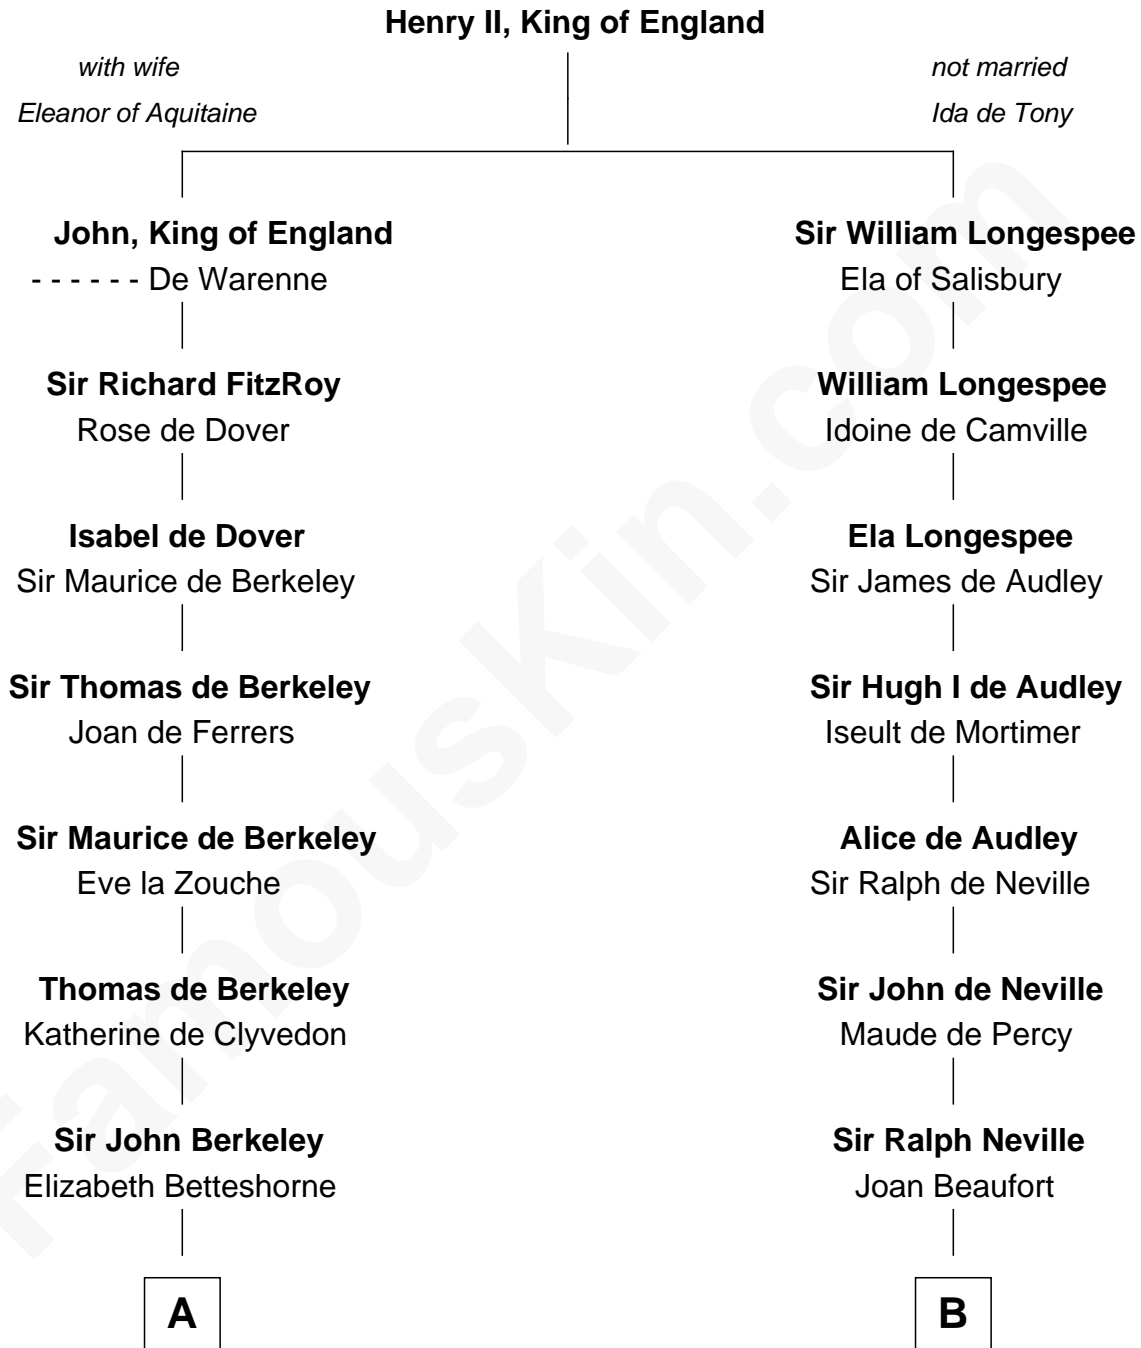 Henry II, King of England
with wife
Eleanor of Aquitaine
not married
Ida de Tony
John, King of England
- - - - - - De Warenne
Sir William Longespee
Ela of Salisbury
Sir Richard FitzRoy
Rose de Dover
William Longespee
Idoine de Camville
Isabel de Dover
Sir Maurice de Berkeley
Ela Longespee
Sir James de Audley
Sir Thomas de Berkeley
Joan de Ferrers
Sir Hugh I de Audley
Iseult de Mortimer
Sir Maurice de Berkeley
Eve la Zouche
Alice de Audley
Sir Ralph de Neville
Thomas de Berkeley
Katherine de Clyvedon
Sir John de Neville
Maude de Percy
Sir John Berkeley
Elizabeth Betteshorne
Sir Ralph Neville
Joan Beaufort
A
B
FamousKin.com